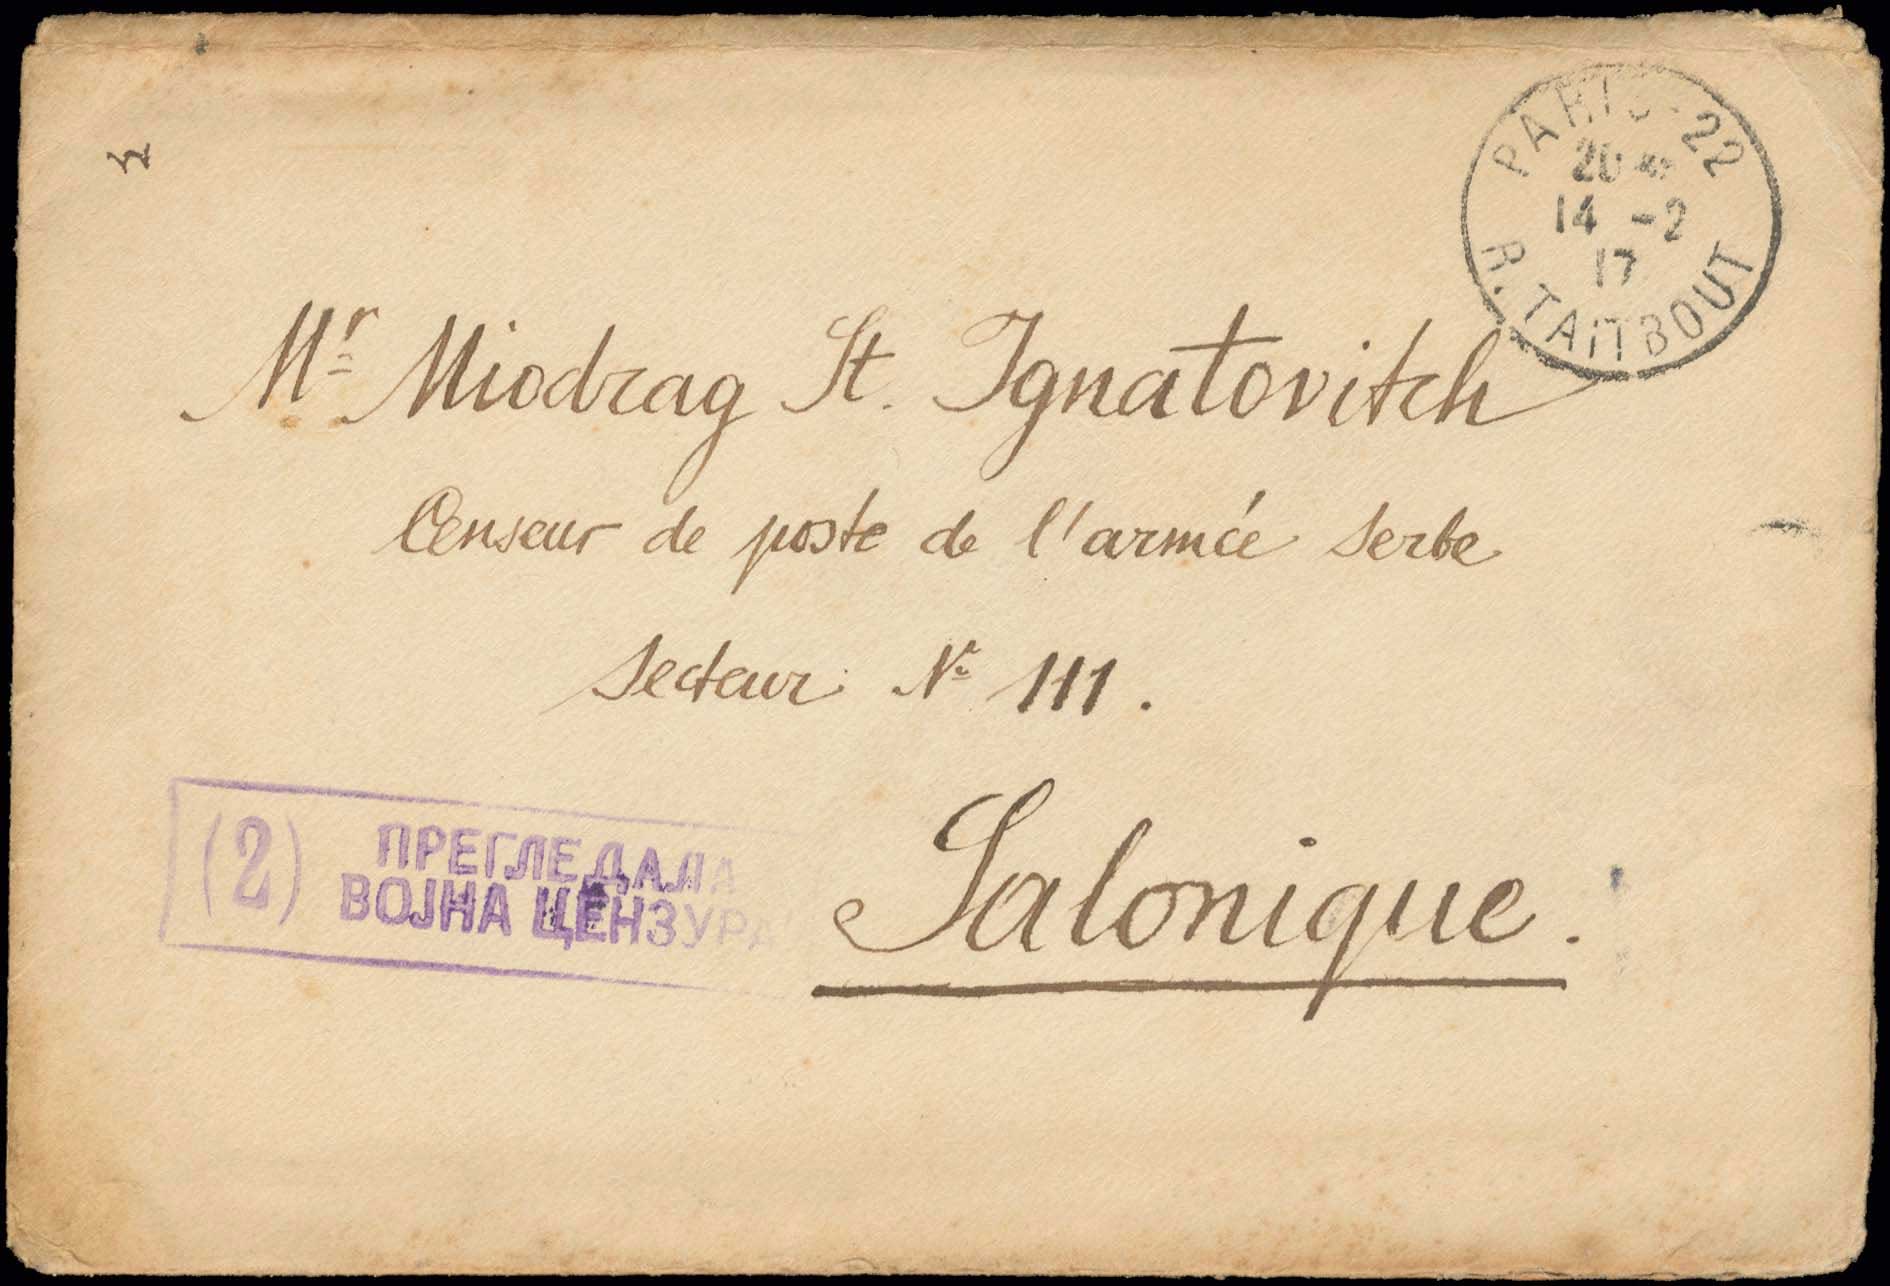 PARIS-22
14 -2
17
R. TAITBOUT
Mr Miodrag St. Ignatovitch
Censeur de poste de l'armée serbe
Secteur No 111.
(2) ПРЕГЛЕДАЛА
ВОЈНА ЦЕНЗУРА
Salonique.